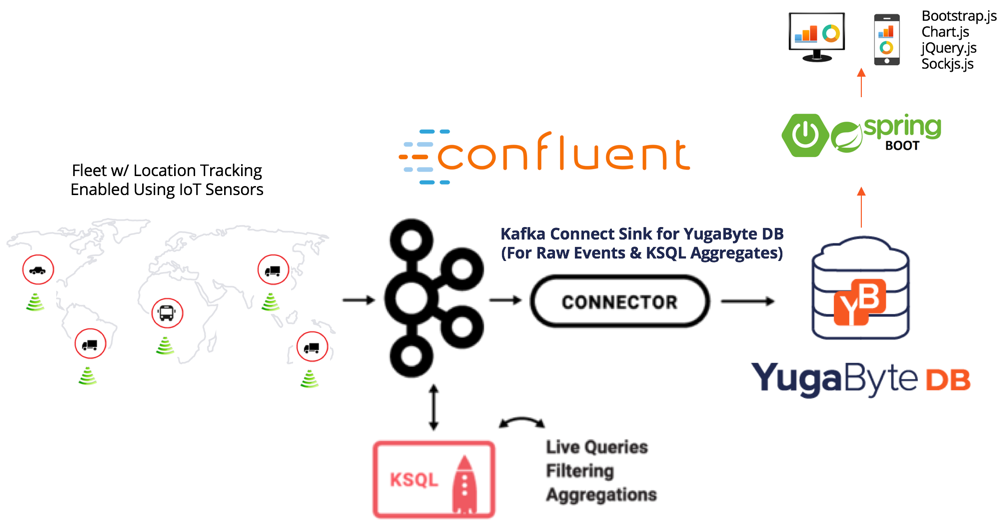 Bootstrap.js
Chart.js
jQuery.js
Sockjs.js
spring
BOOT
confluent
Fleet w/ Location Tracking
Enabled Using IoT Sensors
Kafka Connect Sink for YugaByte DB
(For Raw Events & KSQL Aggregates)
CONNECTOR
YB
YugaByte DB
KSQL
Live Queries
Filtering
Aggregations